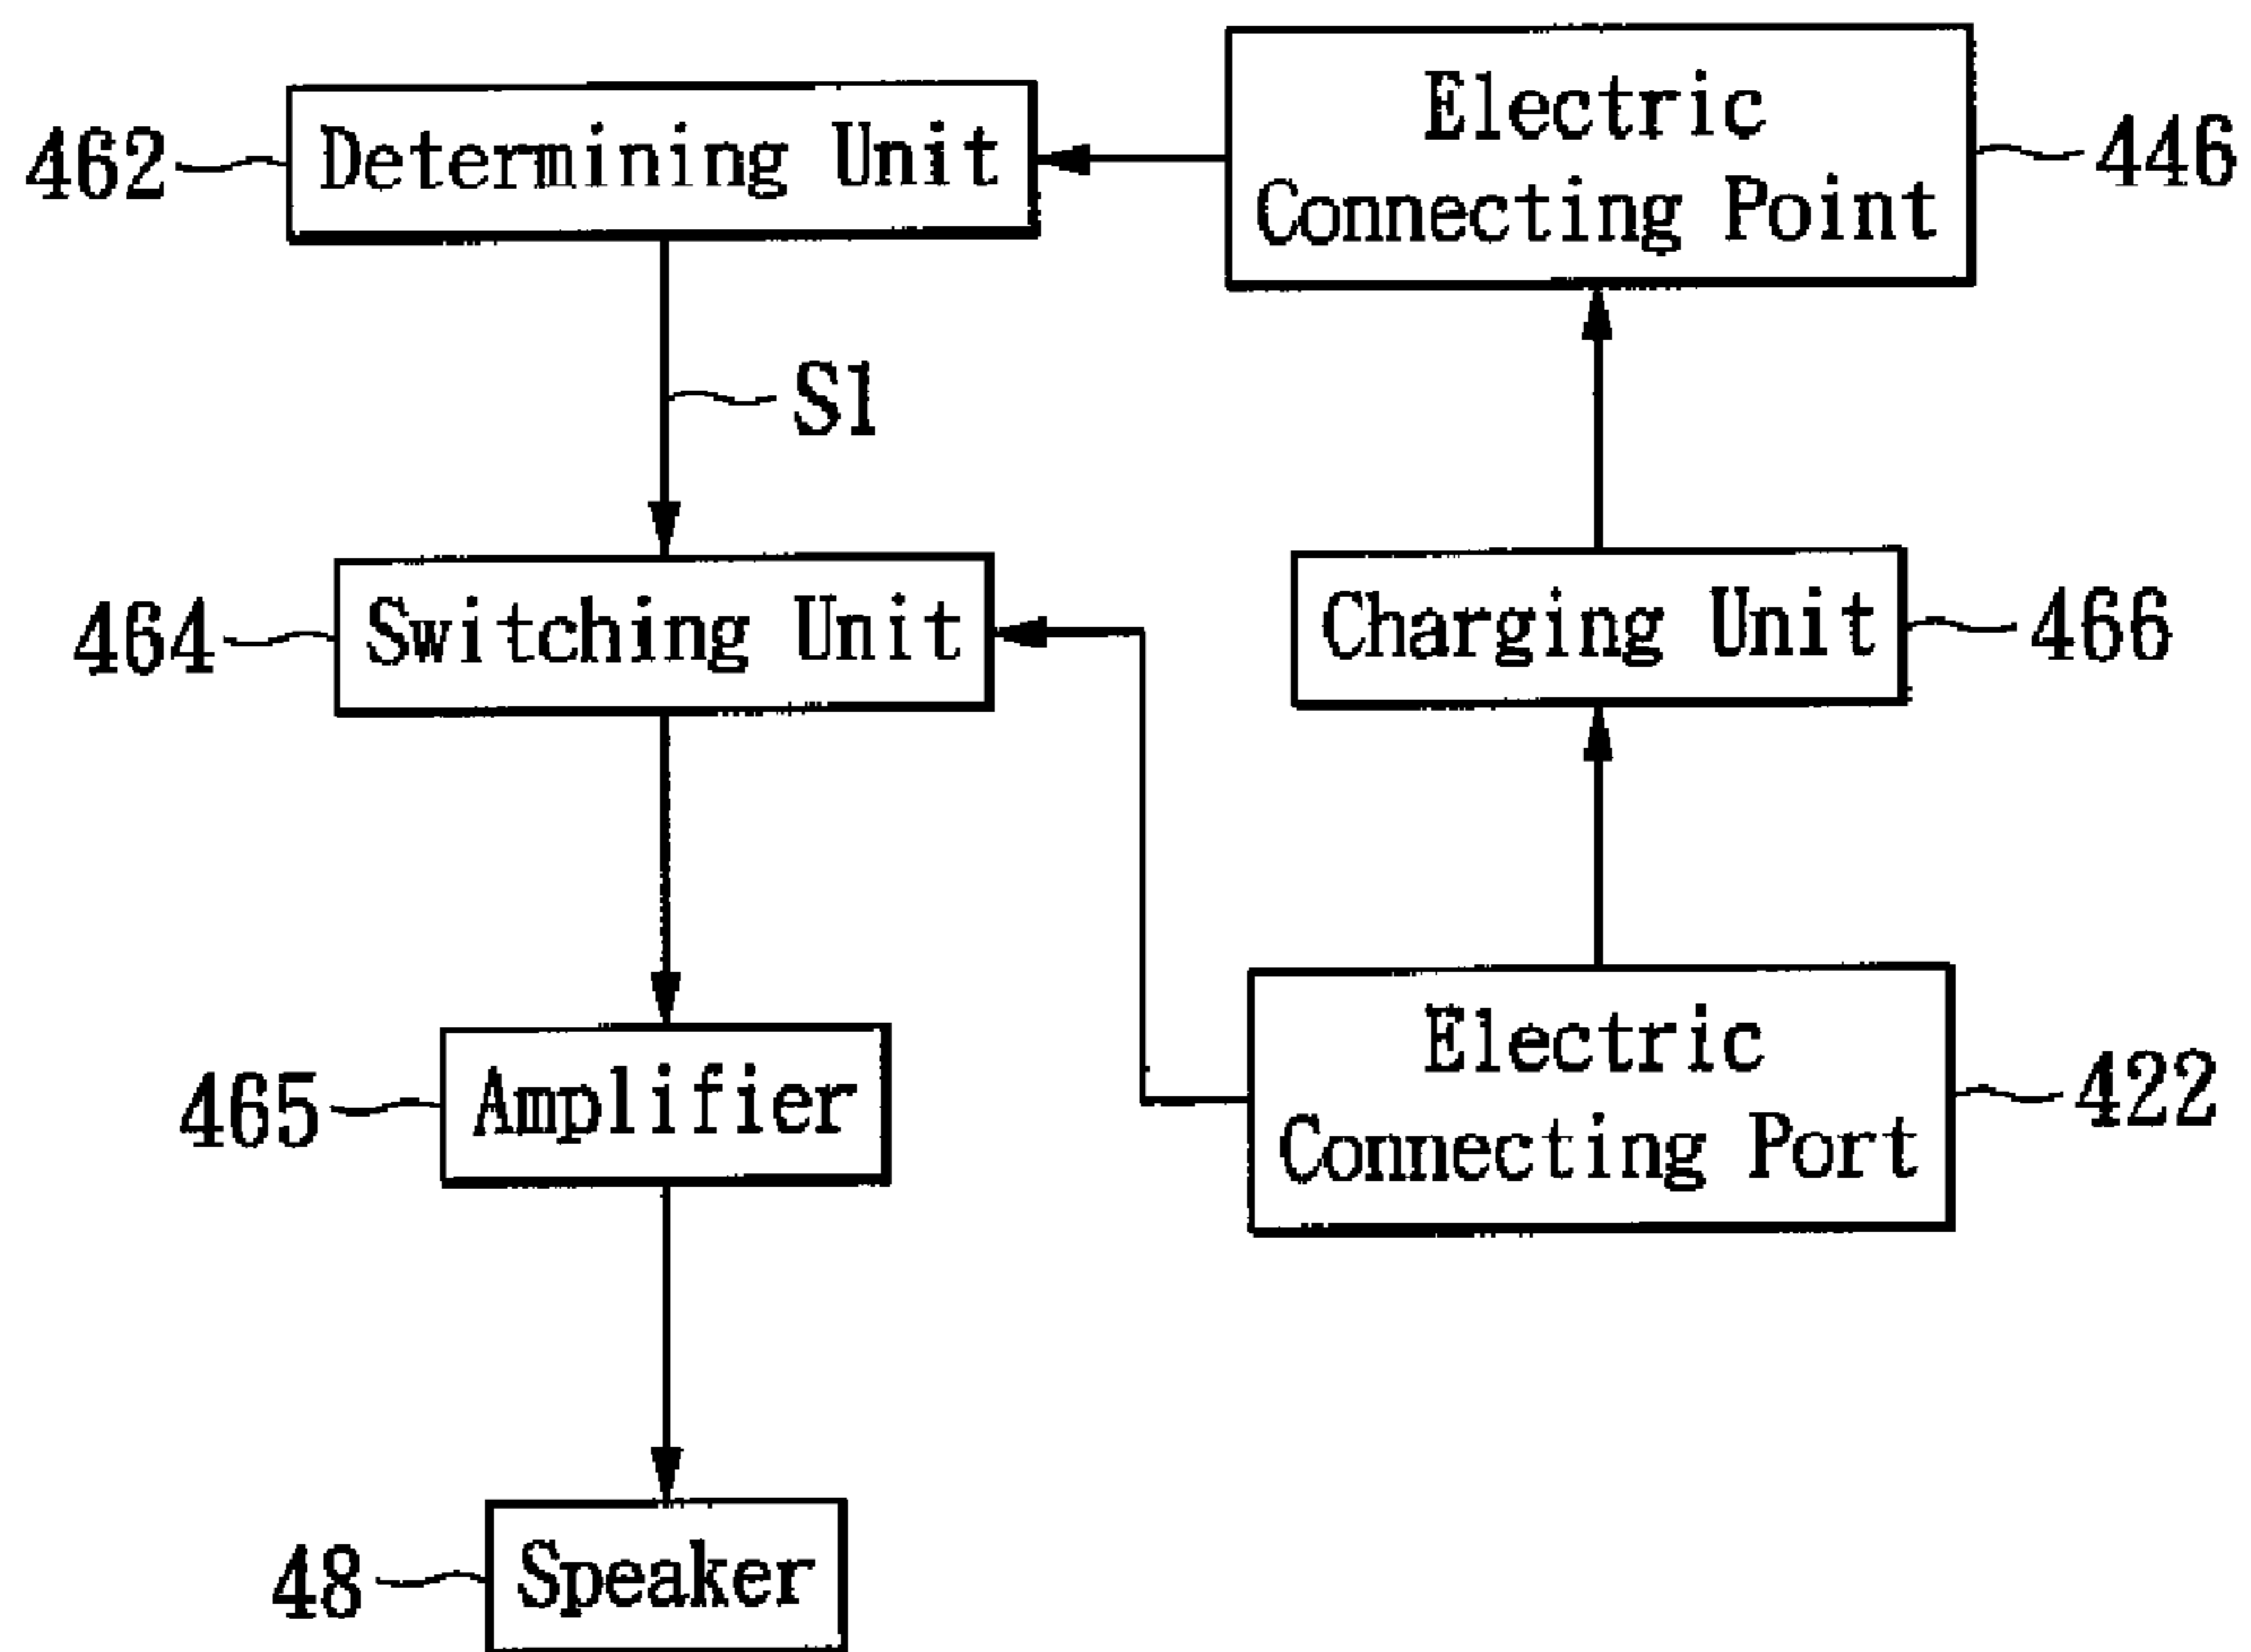 462
Determining Unit
Electric
Connecting Point
446
S1
464
Switching Unit
Charging Unit
466
465
Amplifier
Electric
Connecting Port
422
48
Speaker